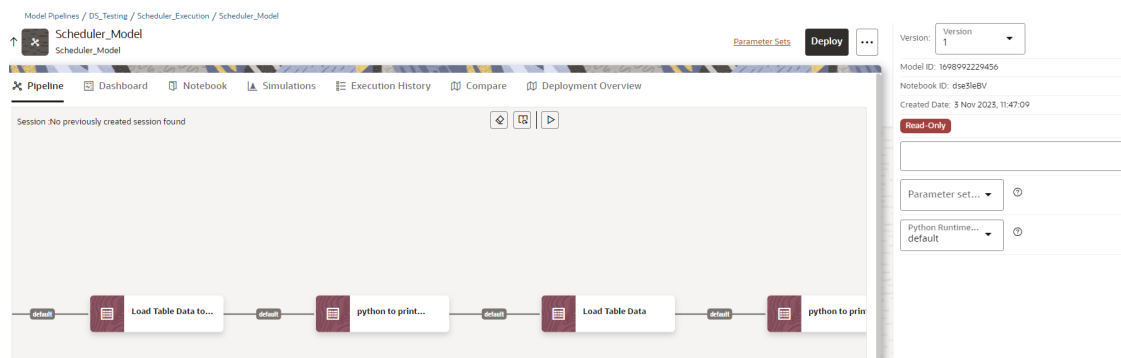 Model Pipelines / DS_Testing / Scheduler_Execution / Scheduler_Model
Scheduler_Model
Scheduler_Model
Parameter Sets
Deploy
Pipeline
Dashboard
Notebook
Simulations
Execution History
Compare
Deployment Overview
Session :No previously created session found
default
Load Table Data to...
default
python to print...
default
Load Table Data
default
python to prin
Version:
Version
1
Model ID: 1698992229456
Notebook ID: dse3leBV
Created Date: 3 Nov 2023, 11:47:09
Read-Only
Parameter set...
Python Runtime...
default